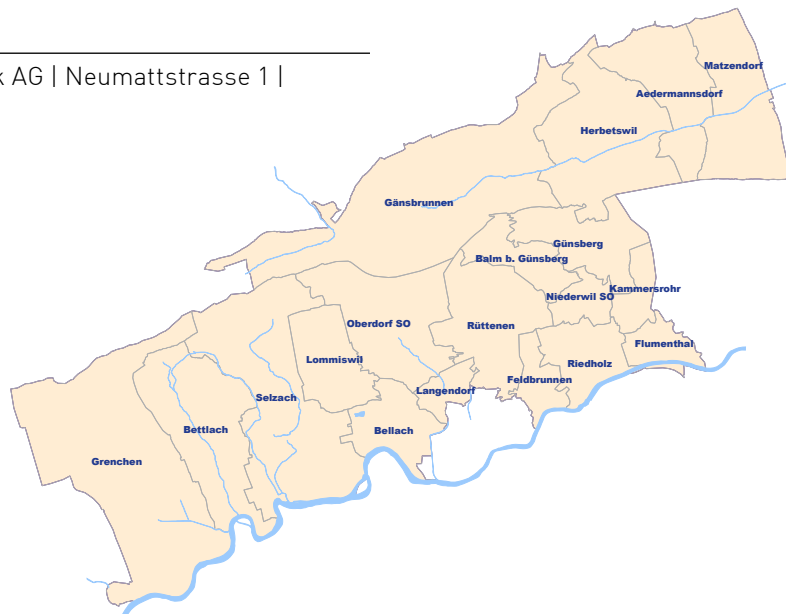 AG | Neumattstrasse 1 |
Matzendorf
Aedermannsdorf
Herbetswil
Gänsbrunnen
Günsberg
Balm b. Günsberg
Kammersrohr
Niederwil SO
Oberdorf SO
Rüttenen
Flumenthal
Lommiswil
Riedholz
Feldbrunnen
Langendorf
Selzach
Bettlach
Bellach
Grenchen